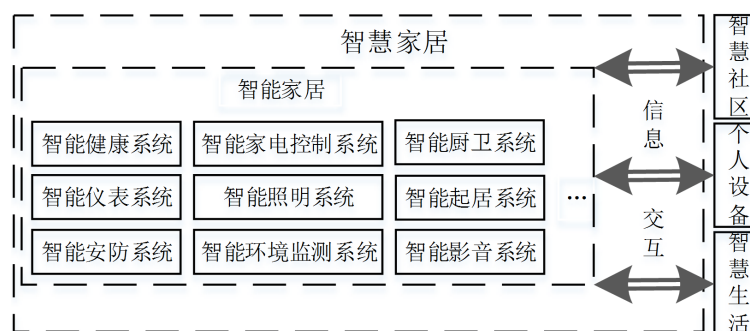 智慧家居
智能家居
智能健康系统
智能家电控制系统
智能厨卫系统
智能仪表系统
智能照明系统
智能起居系统
...
智能安防系统
智能环境监测系统
智能影音系统
信息
交互
智慧社区
个人设备
智慧生活